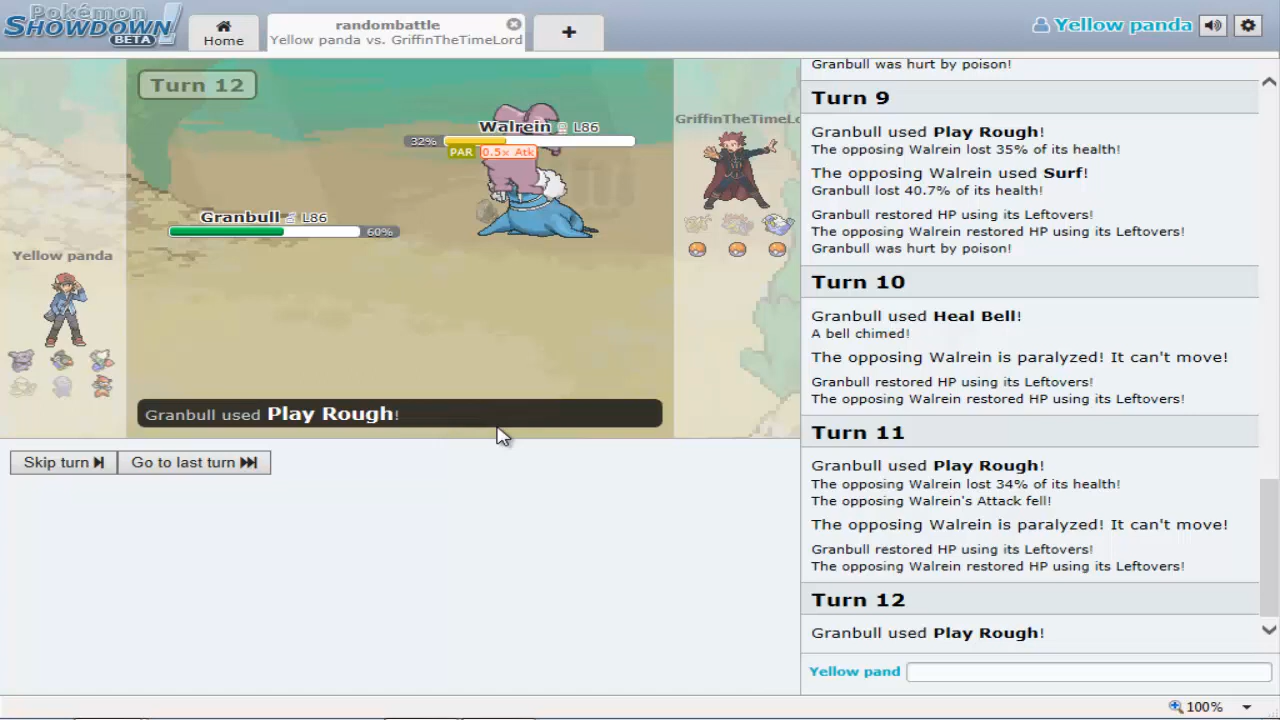 Pokémon
SHOWDOWN!
BETA
Home
randombattle
Yellow panda vs. GriffinTheTimeLord
+
Yellow panda
Turn 12
Walrein L86
32%
PAR 0.5× Atk
Granbull L86
60%
Yellow panda
GriffinTheTimeLo
Granbull used Play Rough!
Skip turn
Go to last turn
Granbull was hurt by poison!
Turn 9
Granbull used Play Rough!
The opposing Walrein lost 35% of its health!
The opposing Walrein used Surf!
Granbull lost 40.7% of its health!
Granbull restored HP using its Leftovers!
The opposing Walrein restored HP using its Leftovers!
Granbull was hurt by poison!
Turn 10
Granbull used Heal Bell!
A bell chimed!
The opposing Walrein is paralyzed! It can't move!
Granbull restored HP using its Leftovers!
The opposing Walrein restored HP using its Leftovers!
Turn 11
Granbull used Play Rough!
The opposing Walrein lost 34% of its health!
The opposing Walrein's Attack fell!
The opposing Walrein is paralyzed! It can't move!
Granbull restored HP using its Leftovers!
The opposing Walrein restored HP using its Leftovers!
Turn 12
Granbull used Play Rough!
Yellow pand
100%